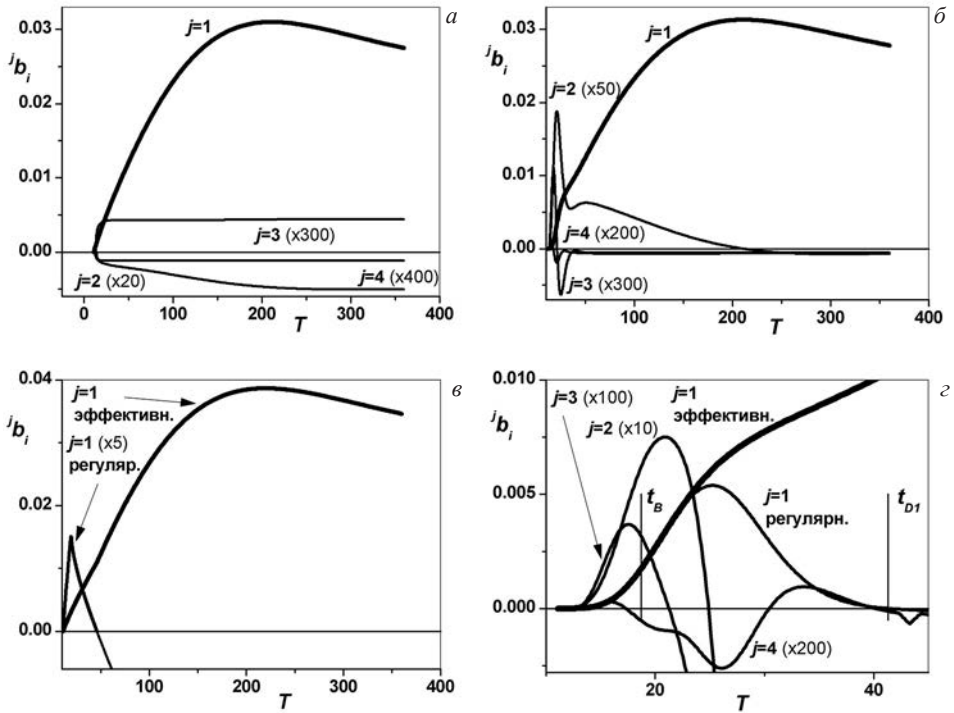 а
0.03
0.02
0.01
0.00
ʲbᵢ
j=1
j=3 (x300)
j=2 (x20)
j=4 (x400)
0
100
200
300
400
T
б
0.03
0.02
0.01
0.00
ʲbᵢ
j=1
j=2 (x50)
j=4 (x200)
j=3 (x300)
100
200
300
400
T
в
0.04
0.02
0.00
ʲbᵢ
j=1
эффективн.
j=1 (x5)
регуляр.
100
200
300
400
T
г
0.010
0.005
0.000
ʲbᵢ
j=3 (x100)
j=1
эффективн.
j=2 (x10)
t_B
j=1
регулярн.
t_D1
j=4 (x200)
20
40
T